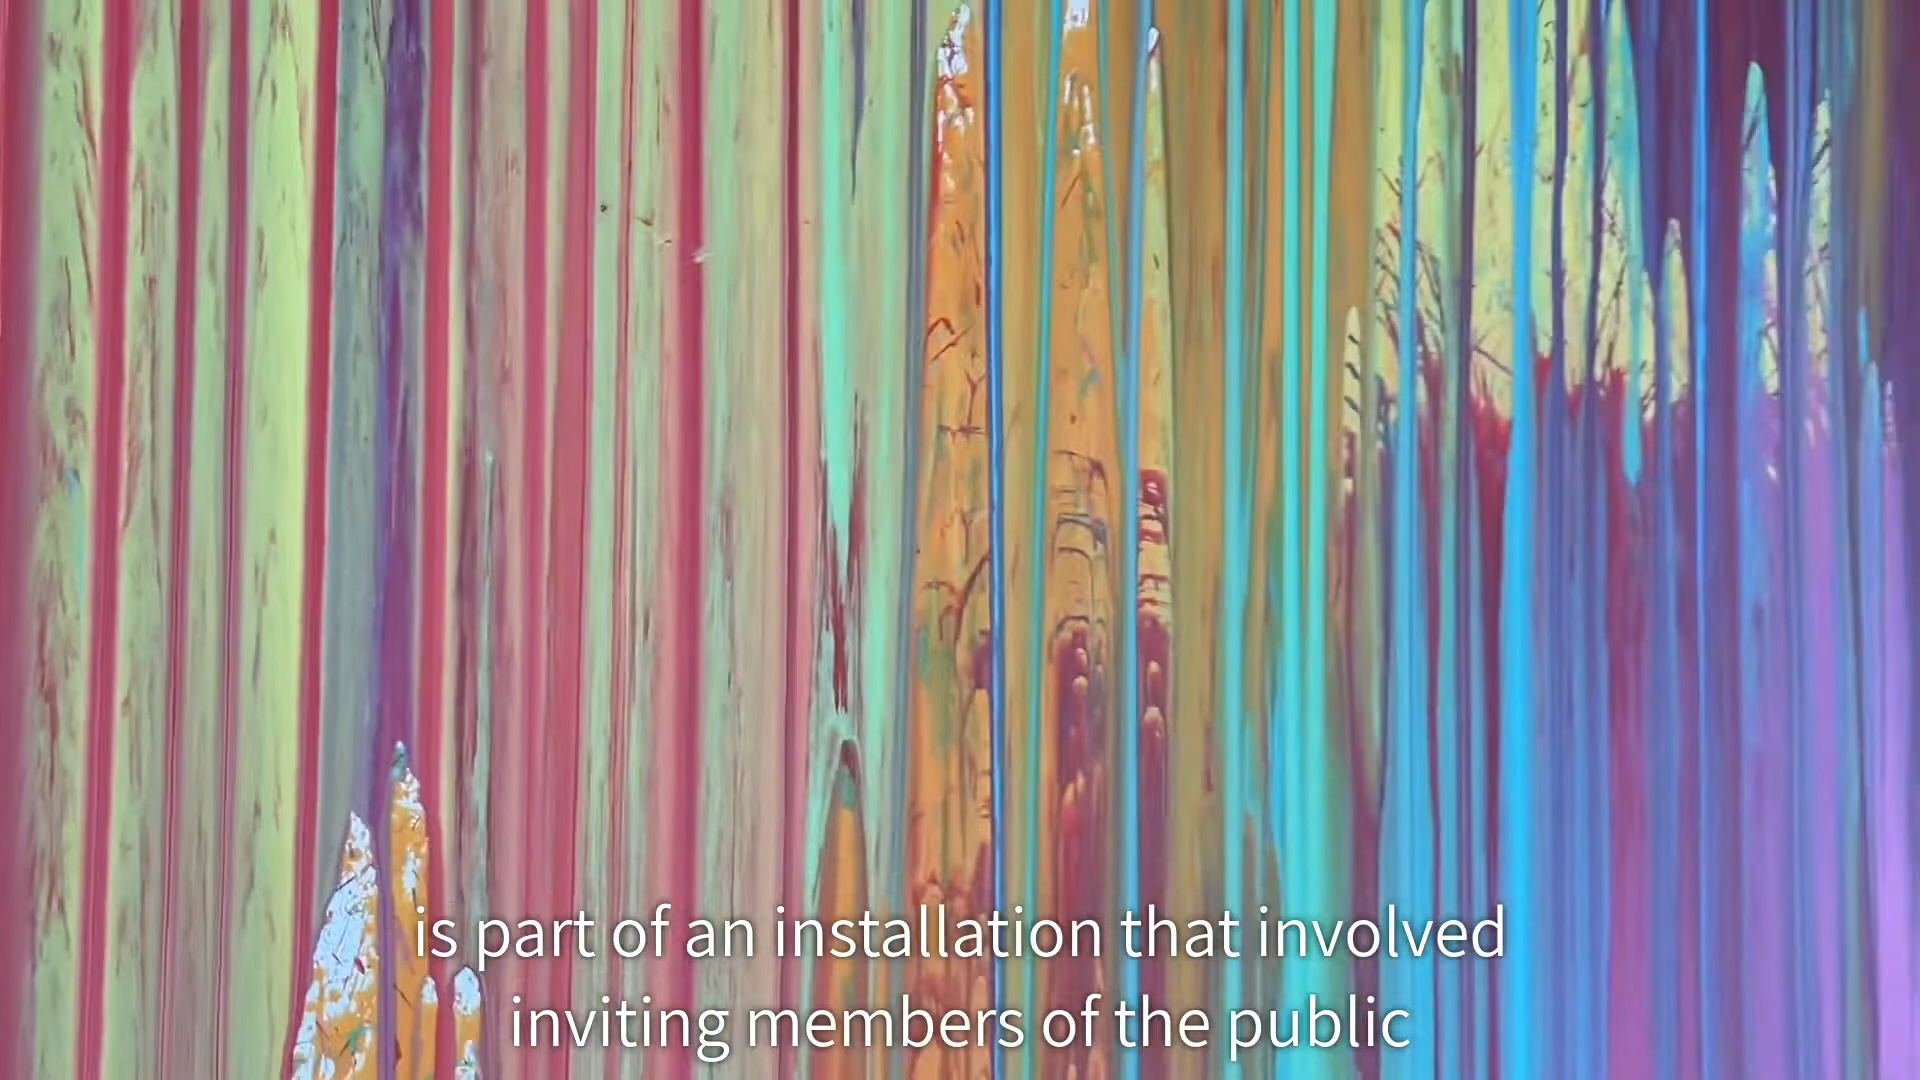 is part of an installation that involved
inviting members of the public